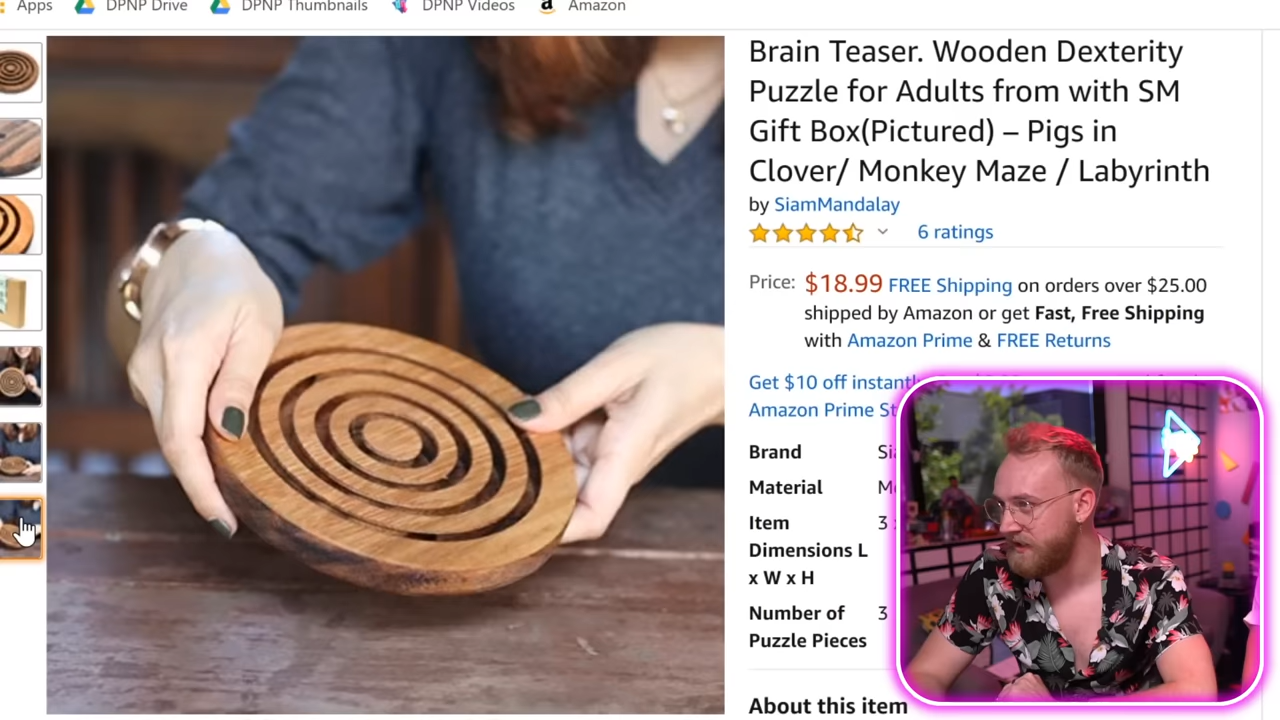 Apps DPNP Drive DPNP Thumbnails DPNP Videos Amazon
Brain Teaser. Wooden Dexterity
Puzzle for Adults from with SM
Gift Box(Pictured) – Pigs in
Clover/ Monkey Maze / Labyrinth
by SiamMandalay
6 ratings
Price: $18.99 FREE Shipping on orders over $25.00
shipped by Amazon or get Fast, Free Shipping
with Amazon Prime & FREE Returns
Get $10 off instantly
Amazon Prime
Brand
Material
Item 3
Dimensions L
x W x H
Number of 3
Puzzle Pieces
About this item